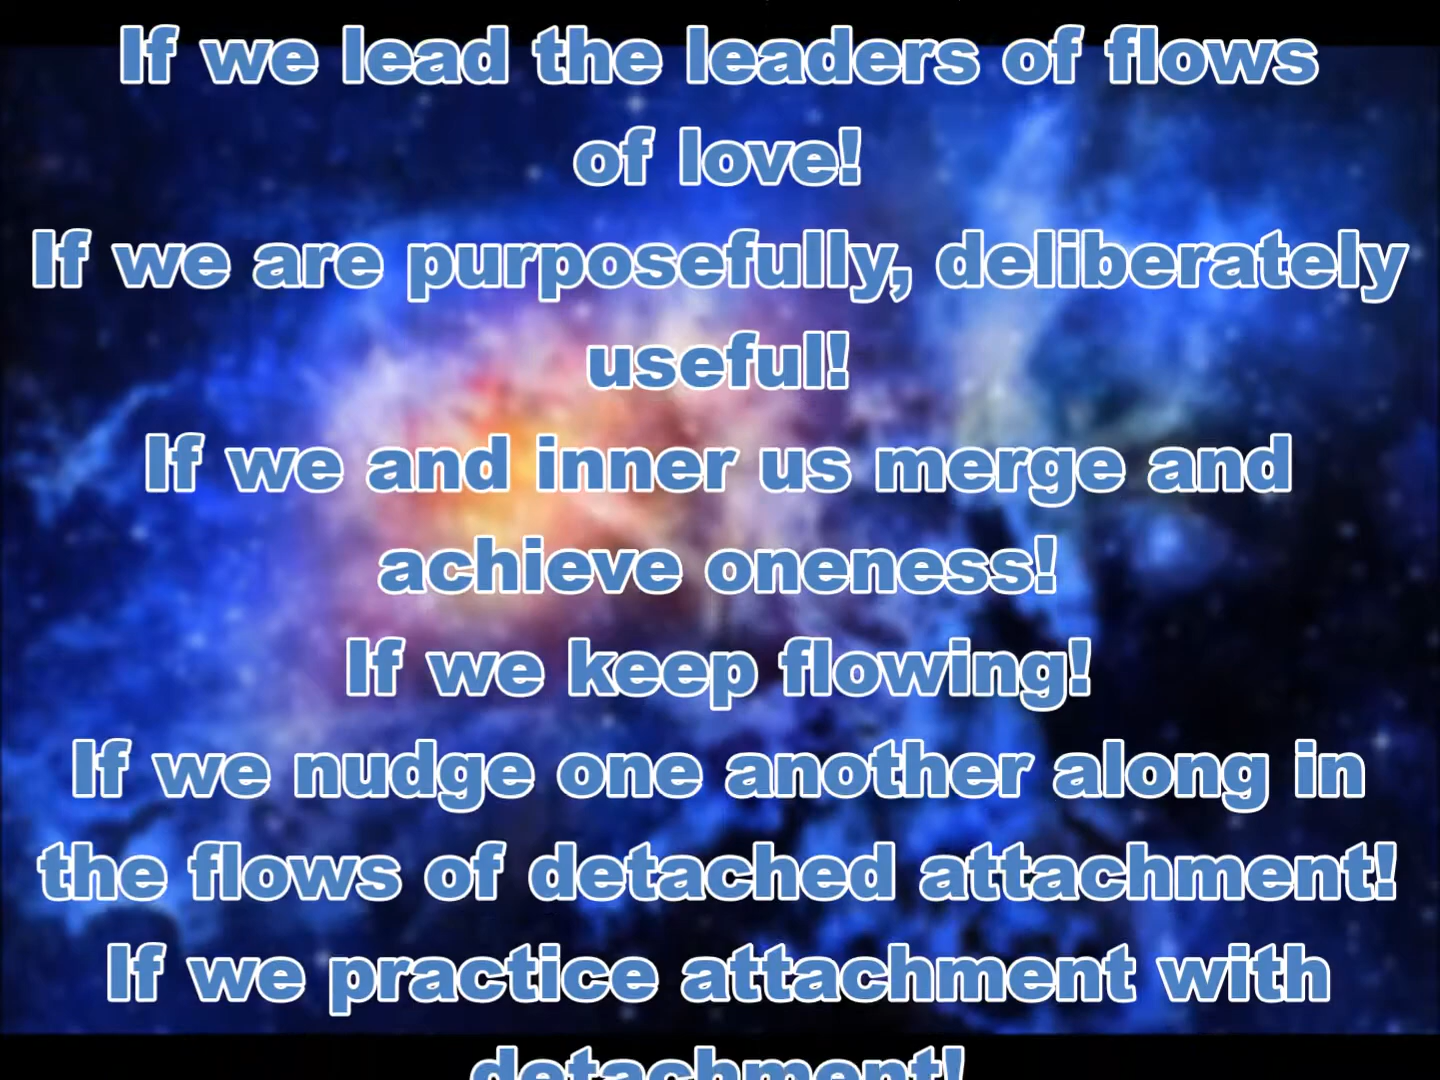 If we lead the leaders of flows
of love!
If we are purposefully, deliberately
useful!
If we and inner us merge and
achieve oneness!
If we keep flowing!
If we nudge one another along in
the flows of detached attachment!
If we practice attachment with
detachment!